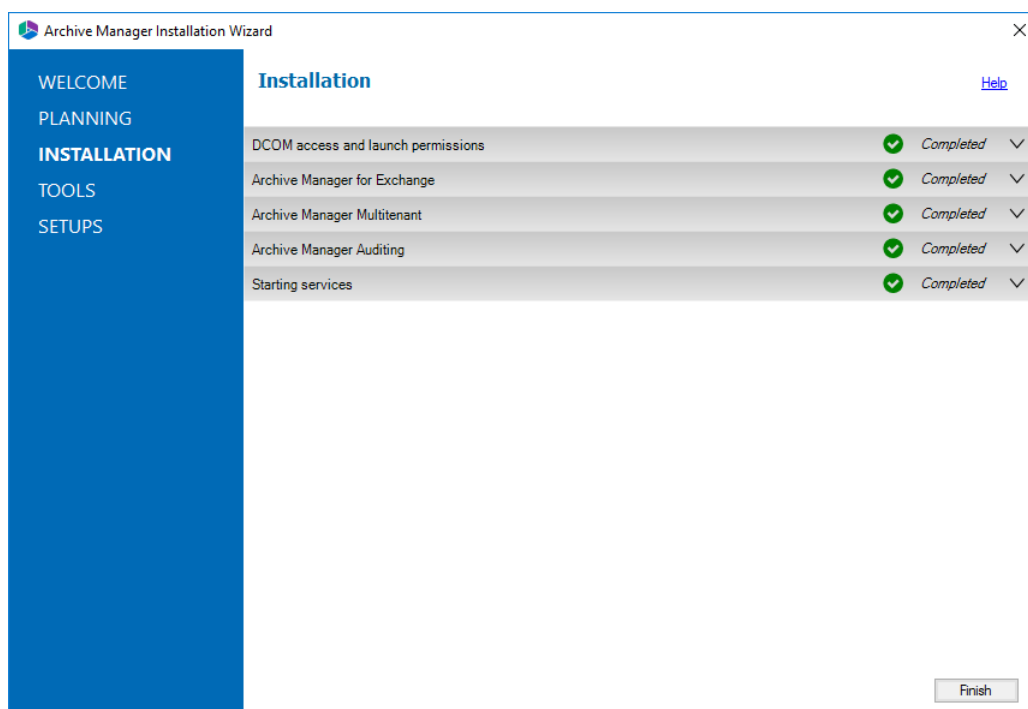 Archive Manager Installation Wizard
WELCOME
PLANNING
INSTALLATION
TOOLS
SETUPS
Installation
Help
DCOM access and launch permissions Completed
Archive Manager for Exchange Completed
Archive Manager Multitenant Completed
Archive Manager Auditing Completed
Starting services Completed
Finish